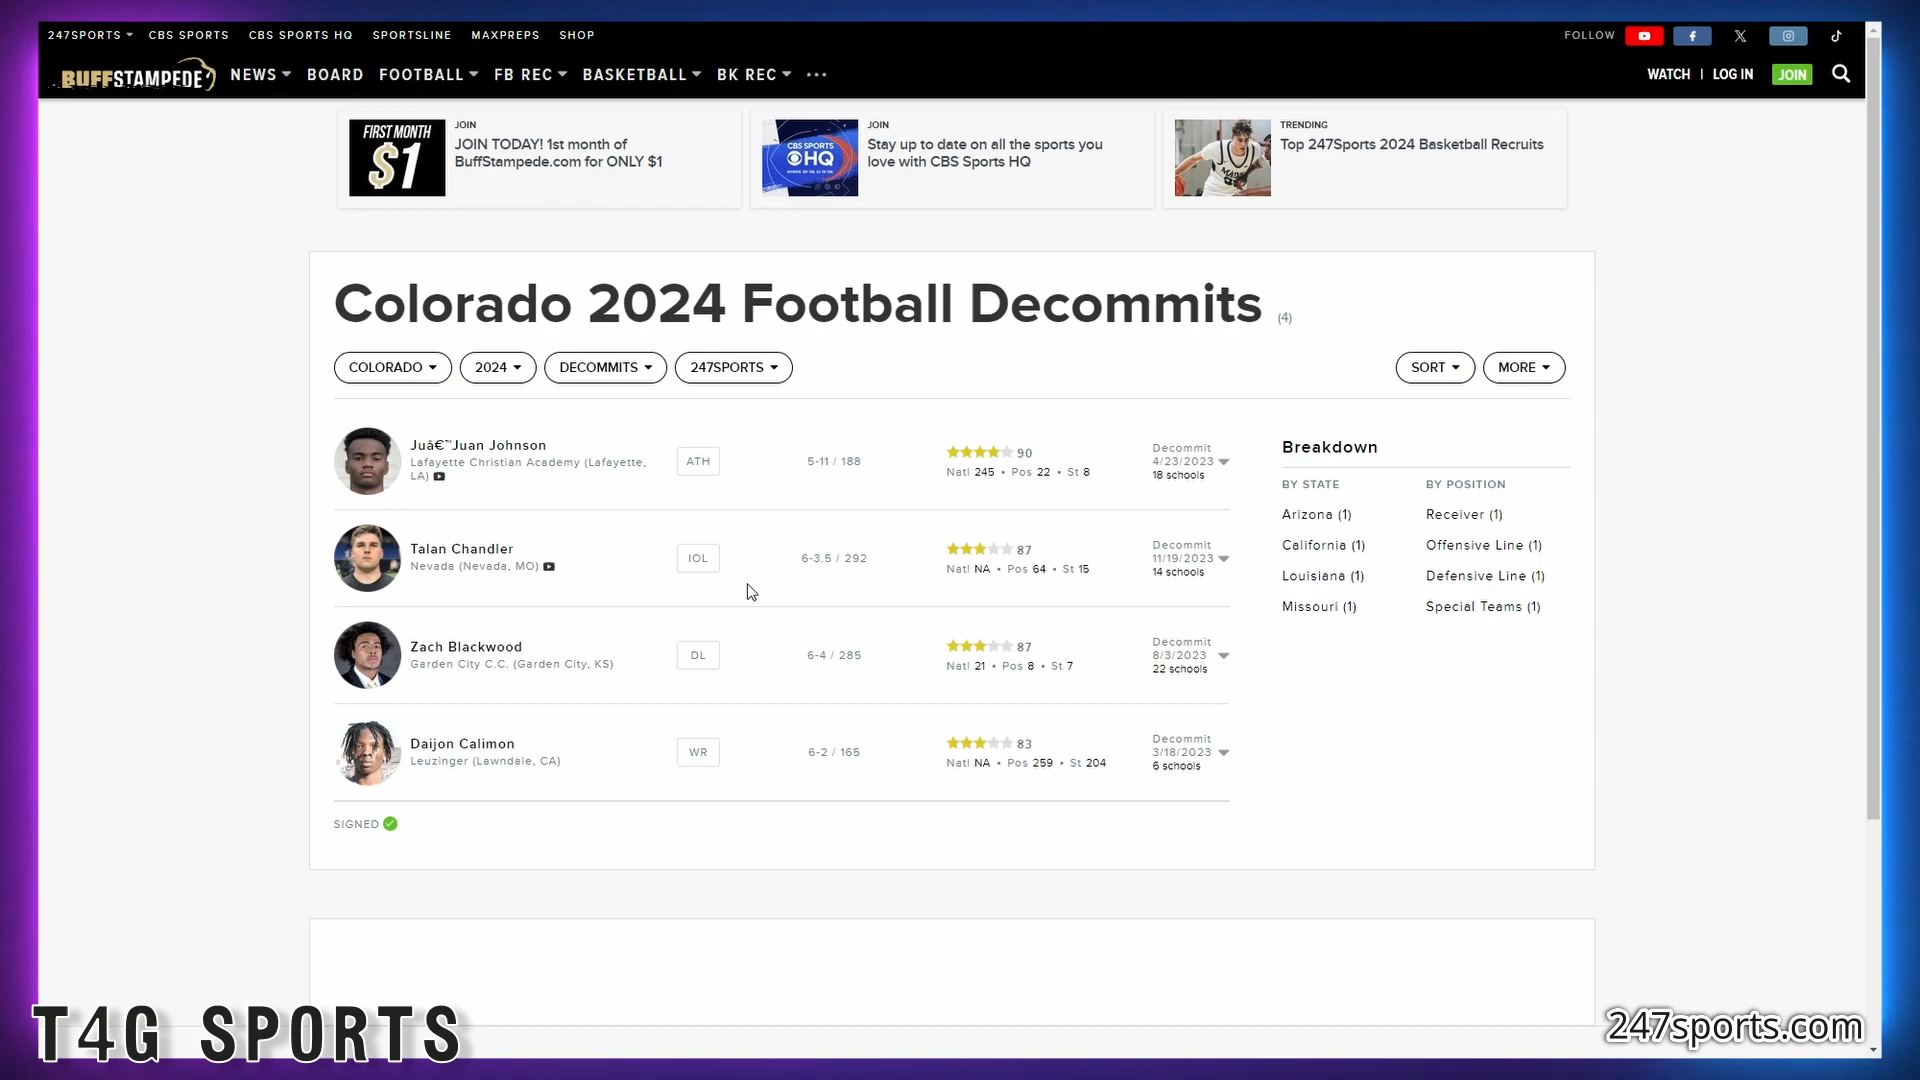 247SPORTS CBS SPORTS CBS SPORTS HQ SPORTSLINE MAXPREPS SHOP FOLLOW
BUFFSTAMPEDE NEWS BOARD FOOTBALL FB REC BASKETBALL BK REC WATCH | LOG IN JOIN
FIRST MONTH
$1
JOIN
JOIN TODAY! 1st month of
BuffStampede.com for ONLY $1
CBS SPORTS
HQ
JOIN
Stay up to date on all the sports you
love with CBS Sports HQ
TRENDING
Top 247Sports 2024 Basketball Recruits
Colorado 2024 Football Decommits (4)
COLORADO 2024 DECOMMITS 247SPORTS SORT MORE
Juâ€™Juan Johnson
Lafayette Christian Academy (Lafayette,
LA)
ATH
5-11 / 188
90
Natl 245 • Pos 22 • St 8
Decommit
4/23/2023
18 schools
Talan Chandler
Nevada (Nevada, MO)
IOL
6-3.5 / 292
87
Natl NA • Pos 64 • St 15
Decommit
11/19/2023
14 schools
Zach Blackwood
Garden City C.C. (Garden City, KS)
DL
6-4 / 285
87
Natl 21 • Pos 8 • St 7
Decommit
8/3/2023
22 schools
Daijon Calimon
Leuzinger (Lawndale, CA)
WR
6-2 / 165
83
Natl NA • Pos 259 • St 204
Decommit
3/18/2023
6 schools
SIGNED
Breakdown
BY STATE
Arizona (1)
California (1)
Louisiana (1)
Missouri (1)
BY POSITION
Receiver (1)
Offensive Line (1)
Defensive Line (1)
Special Teams (1)
T4G SPORTS
247sports.com